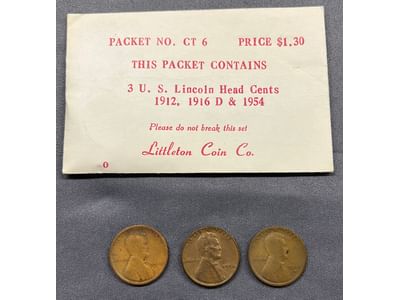 PACKET NO. CT 6 PRICE $1.30
THIS PACKET CONTAINS
3 U. S. Lincoln Head Cents
1912, 1916 D & 1954
Please do not break this set
Littleton Coin Co.
O